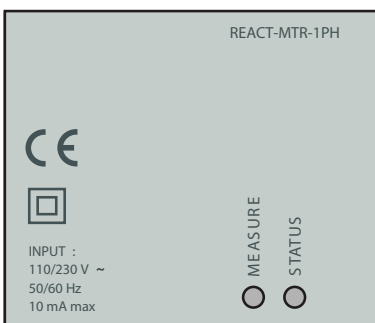 REACT-MTR-1PH
CE
INPUT :
110/230 V ~
50/60 Hz
10 mA max
MEASURE
STATUS